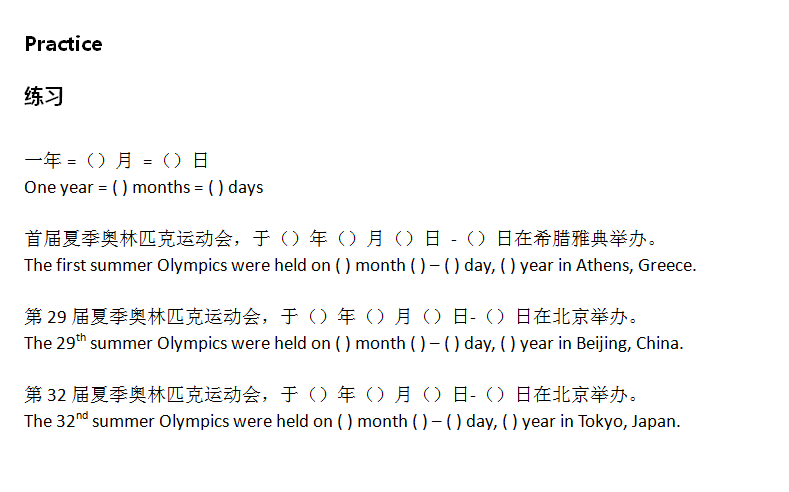 Practice
练习
一年 =（）月 =（）日
One year = ( ) months = ( ) days
首届夏季奥林匹克运动会，于（）年（）月（）日 -（）日在希腊雅典举办。
The first summer Olympics were held on ( ) month ( ) – ( ) day, ( ) year in Athens, Greece.
第 29 届夏季奥林匹克运动会，于（）年（）月（）日-（）日在北京举办。
The 29th summer Olympics were held on ( ) month ( ) – ( ) day, ( ) year in Beijing, China.
第 32 届夏季奥林匹克运动会，于（）年（）月（）日-（）日在北京举办。
The 32nd summer Olympics were held on ( ) month ( ) – ( ) day, ( ) year in Tokyo, Japan.